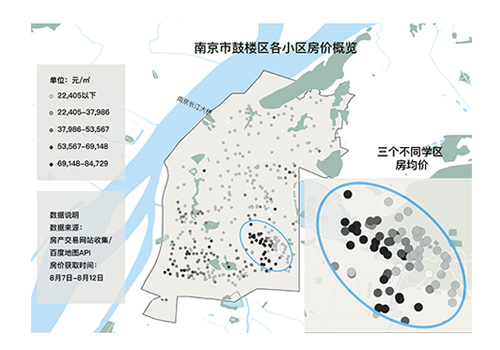 南京市鼓楼区各小区房价概览
单位：元/㎡
22,405以下
22,405–37,986
37,986–53,567
53,567–69,148
69,148–84,729
南京长江大桥
三个不同学区
房均价
数据说明
数据来源：
房产交易网站收集/
百度地图API
房价获取时间：
8月7日–8月12日